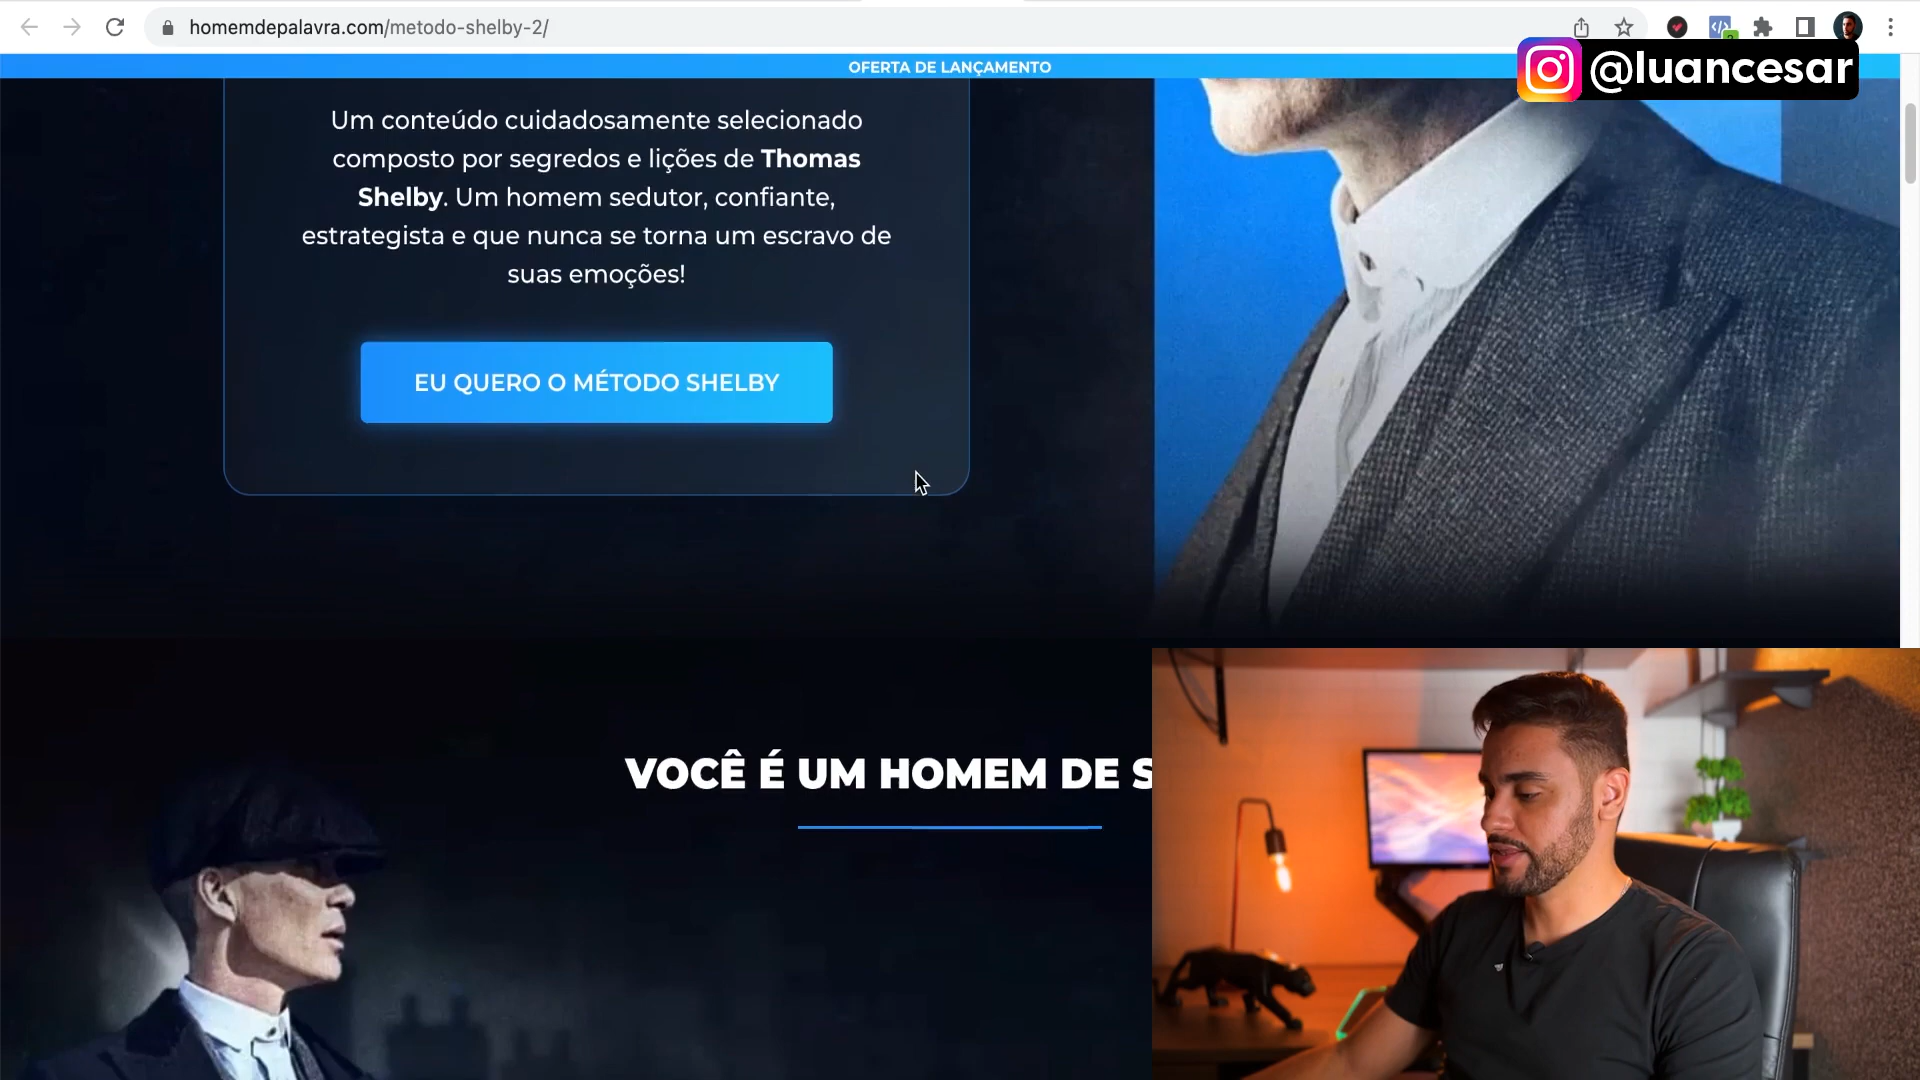 homemdepalavra.com/metodo-shelby-2/
OFERTA DE LANÇAMENTO
@luancesar
Um conteúdo cuidadosamente selecionado
composto por segredos e lições de Thomas
Shelby. Um homem sedutor, confiante,
estrategista e que nunca se torna um escravo de
suas emoções!
EU QUERO O MÉTODO SHELBY
VOCÊ É UM HOMEM DE S